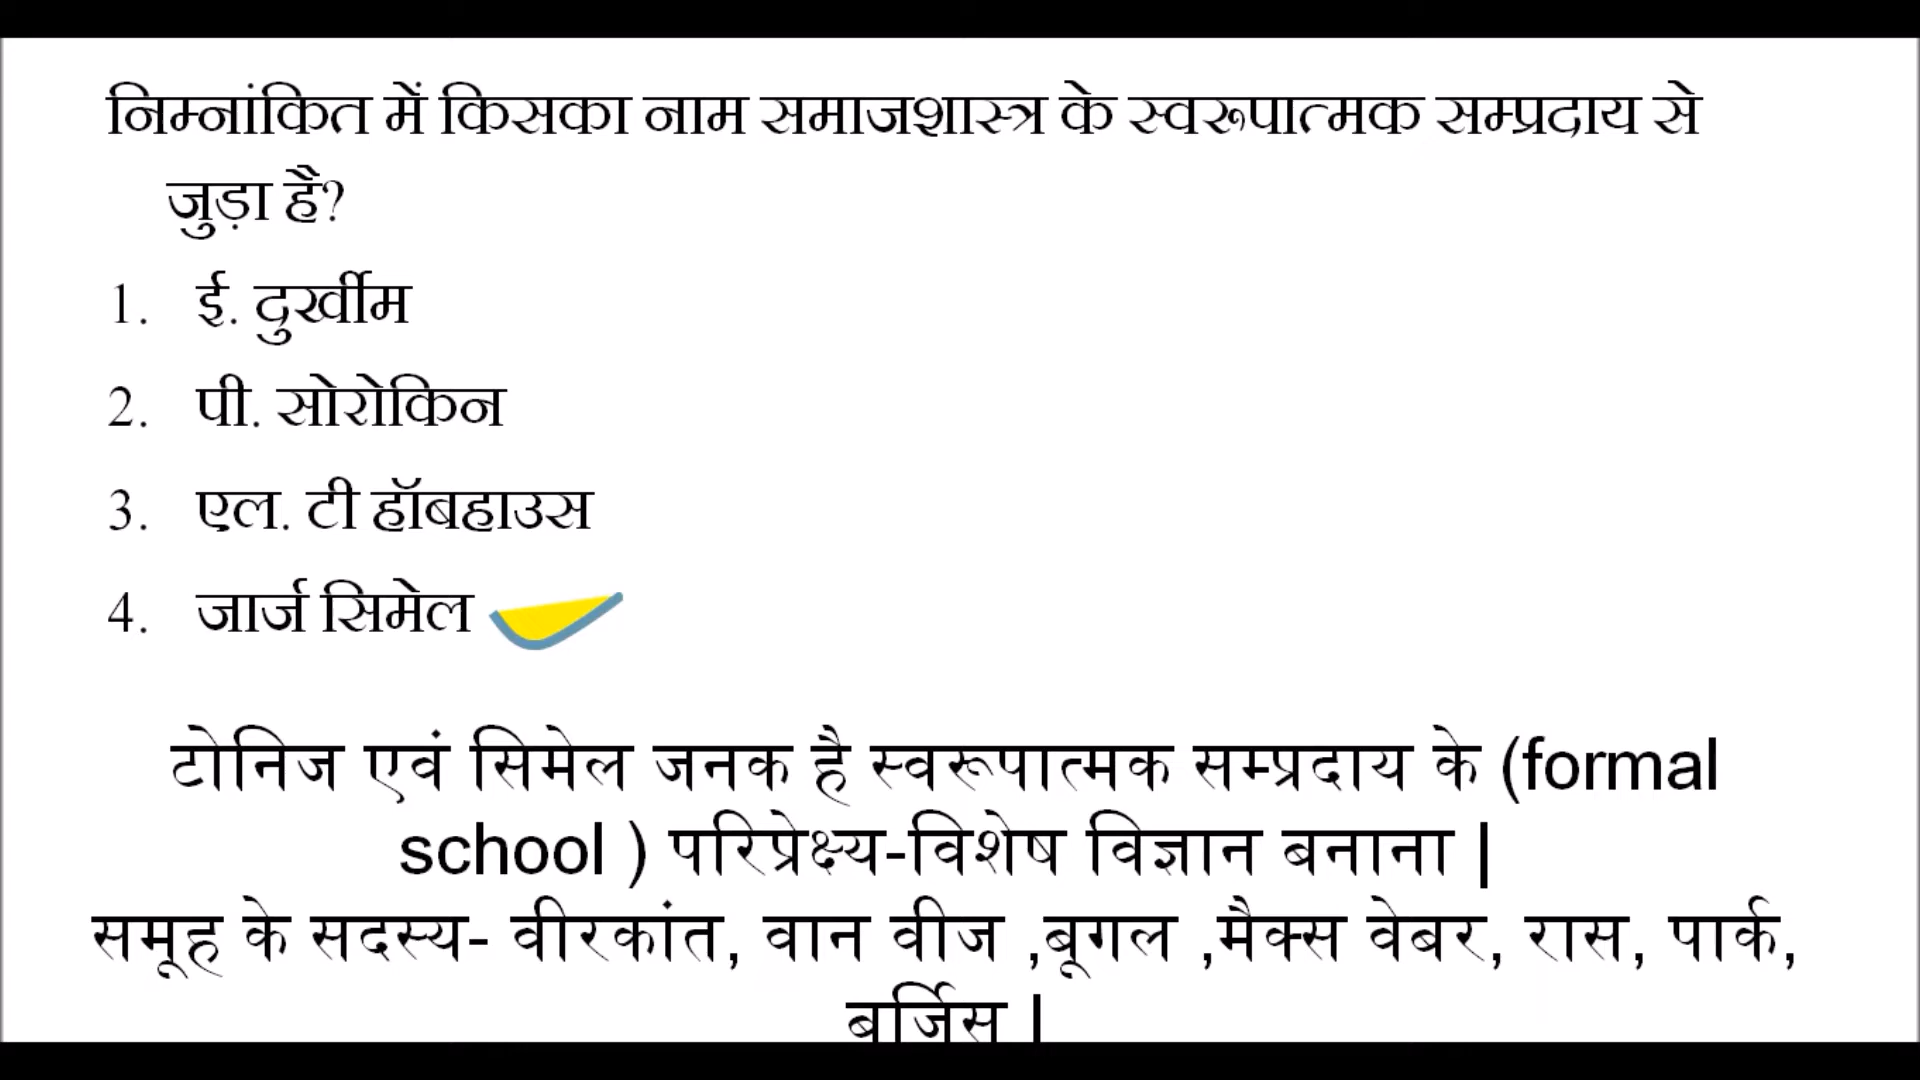 निम्नांकित में किसका नाम समाजशास्त्र के स्वरूपात्मक सम्प्रदाय से
जुड़ा है?
1. ई. दुर्खीम
2. पी. सोरोकिन
3. एल. टी हॉबहाउस
4. जार्ज सिमेल
टोनिज एवं सिमेल जनक है स्वरूपात्मक सम्प्रदाय के (formal
school ) परिप्रेक्ष्य-विशेष विज्ञान बनाना |
समूह के सदस्य- वीरकांत, वान वीज ,बूगल ,मैक्स वेबर, रास, पार्क,
बर्जिस |